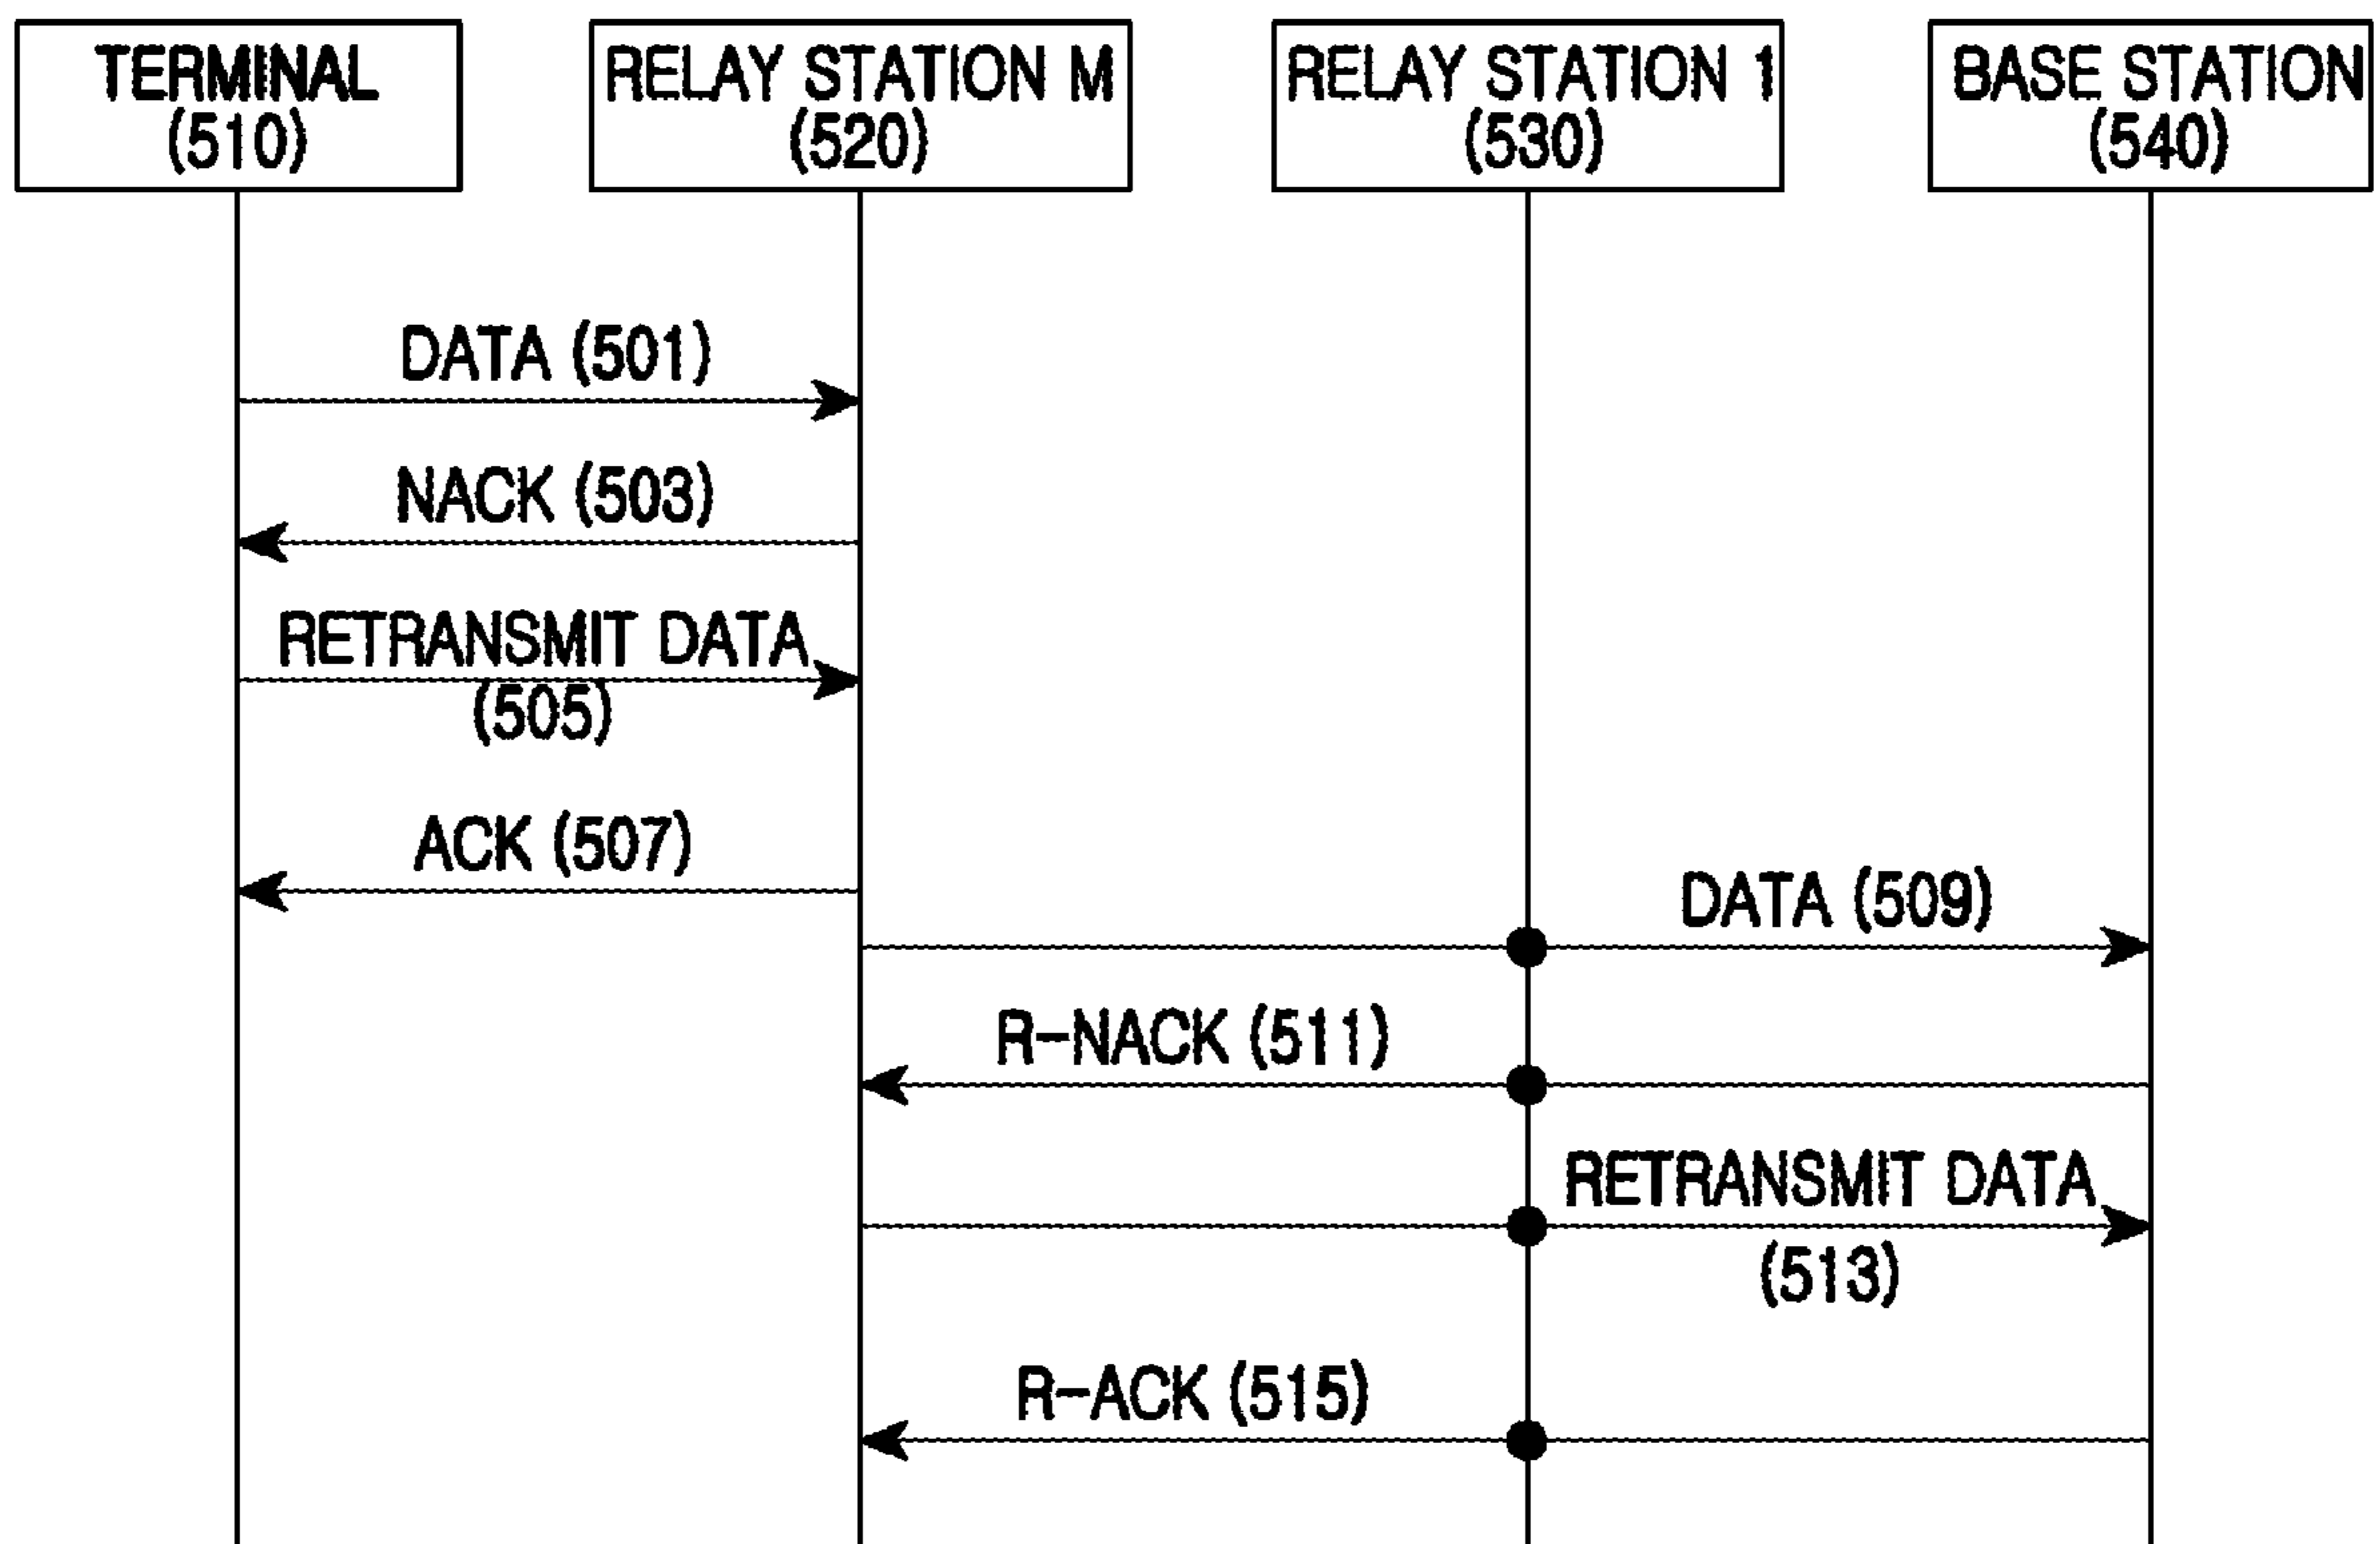 TERMINAL
(510)
RELAY STATION M
(520)
RELAY STATION 1
(530)
BASE STATION
(540)
DATA (501)
NACK (503)
RETRANSMIT DATA
(505)
ACK (507)
DATA (509)
R-NACK (511)
RETRANSMIT DATA
(513)
R-ACK (515)